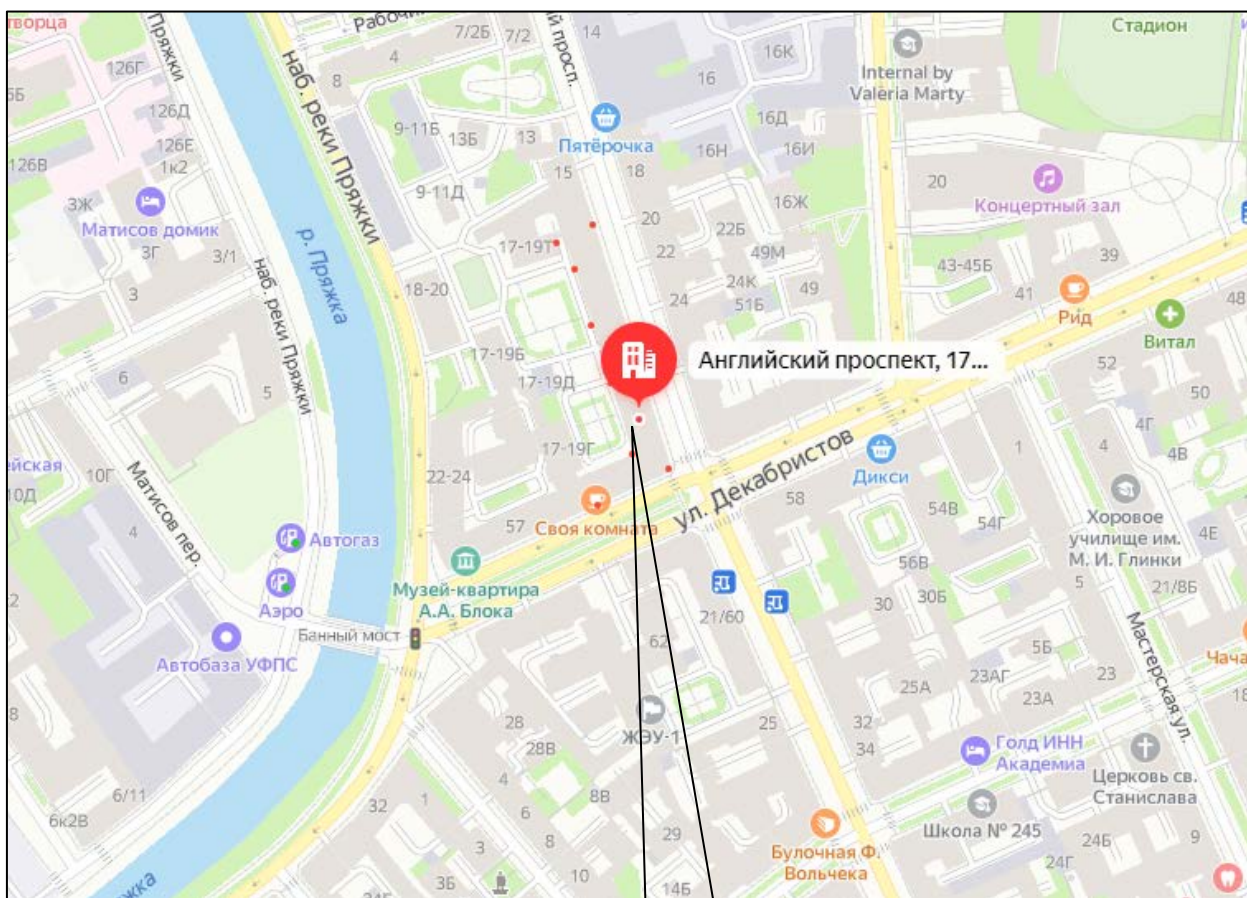 творца
Рабочий
7/2Б
7/2
14
Стадион
Пряжки
126Г
наб. реки Пряжки
4
8
просп.
16К
16
Internal by
Valeria Marty
126Д
126Е
1к2
126В
9-11Б
13Б
13
Пятёрочка
16Д
16Н
16И
15
18
20
Концертный зал
9-11Д
16Ж
3Ж
Матисов домик
3Г
3/1
р. Пряжка
17-19Т
20
22Б
22
49М
39
43-45Б
3
наб. реки Пряжки
18-20
24К
24
51Б
49
41
Рид
48
Витал
17-19Б
17-19Д
Английский проспект, 17...
52
50
6
5
17-19Г
ул. Декабристов
1
4
4Г
4В
ейская
10Г
10Д
Матисов пер.
22-24
Дикси
57
Своя комната
58
54В
54Г
Хоровое
училище им.
М. И. Глинки
4Е
4
Автогаз
Аэро
Музей-квартира
А.А. Блока
56В
5
21/8Б
2
Банный мост
21/60
30
30Б
Автобаза УФПС
62
5Б
Мастерская ул.
Чача
25А
23АГ
23А
23
18
8
28
28В
ЖЭУ-1
25
32
34
Голд ИНН
Академиа
Церковь св.
Станислава
6/11
6к2В
32
1
4
8В
6
8
3
29
Школа № 245
24Б
9
Булочная Ф.
Вольчека
24Г
3Б
10
14Б
Пряжка